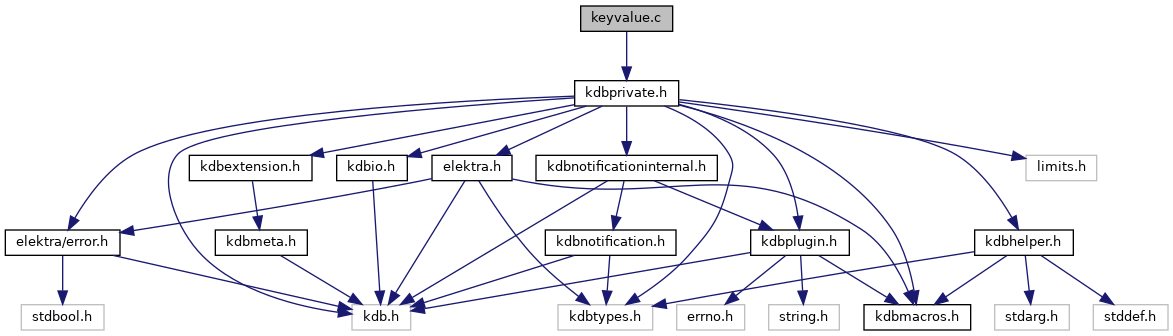 keyvalue.c
kdbprivate.h
kdbextension.h
kdbio.h
elektra.h
kdbnotificationinternal.h
limits.h
elektra/error.h
kdbmeta.h
kdbnotification.h
kdbplugin.h
kdbhelper.h
stdbool.h
kdb.h
kdbtypes.h
errno.h
string.h
kdbmacros.h
stdarg.h
stddef.h